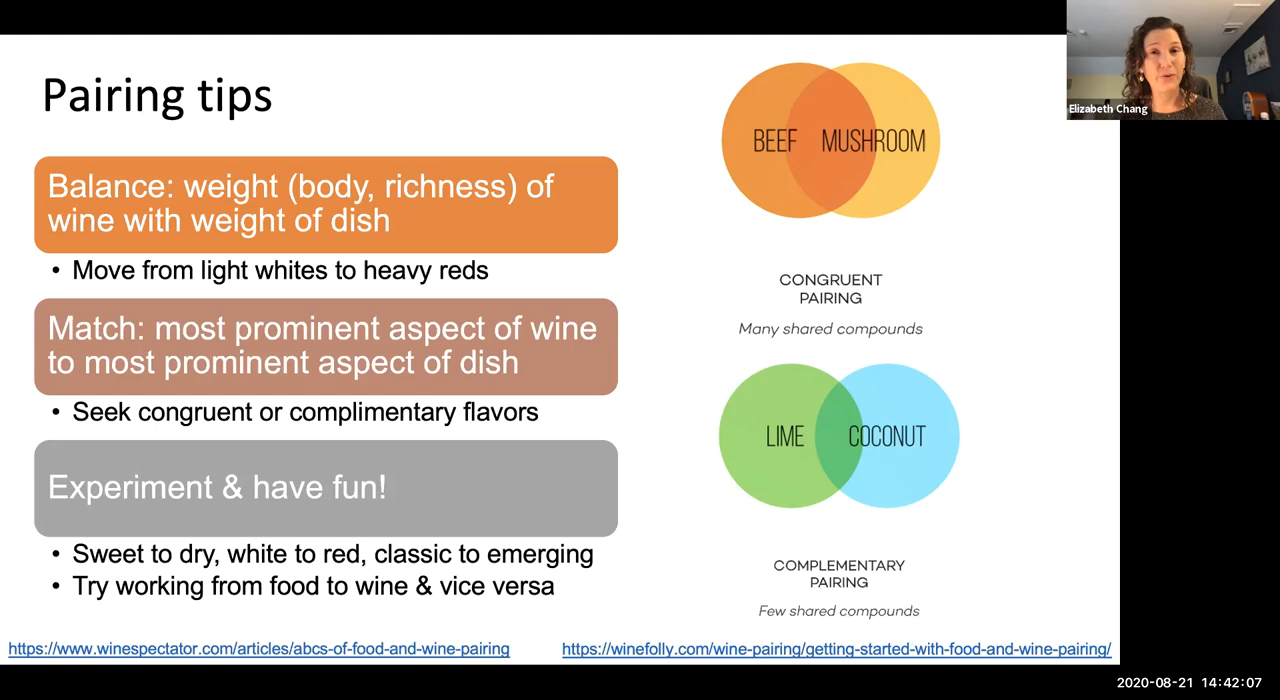 Pairing tips
Balance: weight (body, richness) of
wine with weight of dish
• Move from light whites to heavy reds
Match: most prominent aspect of wine
to most prominent aspect of dish
• Seek congruent or complimentary flavors
Experiment & have fun!
• Sweet to dry, white to red, classic to emerging
• Try working from food to wine & vice versa
https://www.winespectator.com/articles/abcs-of-food-and-wine-pairing
BEEF MUSHROOM
CONGRUENT
PAIRING
Many shared compounds
LIME COCONUT
COMPLEMENTARY
PAIRING
Few shared compounds
https://winefolly.com/wine-pairing/getting-started-with-food-and-wine-pairing/
Elizabeth Chang
2020-08-21 14:42:07